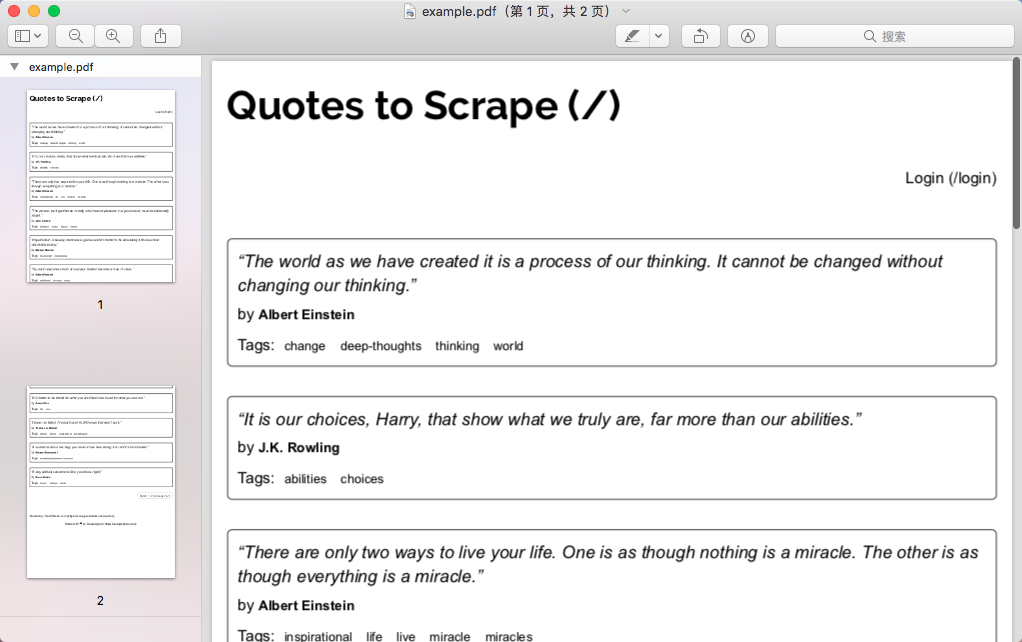 example.pdf（第 1 页，共 2 页）
搜索
example.pdf
Quotes to Scrape (/)
1
2
Quotes to Scrape (/)
Login (/login)
“The world as we have created it is a process of our thinking. It cannot be changed without
changing our thinking.”
by Albert Einstein
Tags: change deep-thoughts thinking world
“It is our choices, Harry, that show what we truly are, far more than our abilities.”
by J.K. Rowling
Tags: abilities choices
“There are only two ways to live your life. One is as though nothing is a miracle. The other is as
though everything is a miracle.”
by Albert Einstein
Tags: inspirational life live miracle miracles